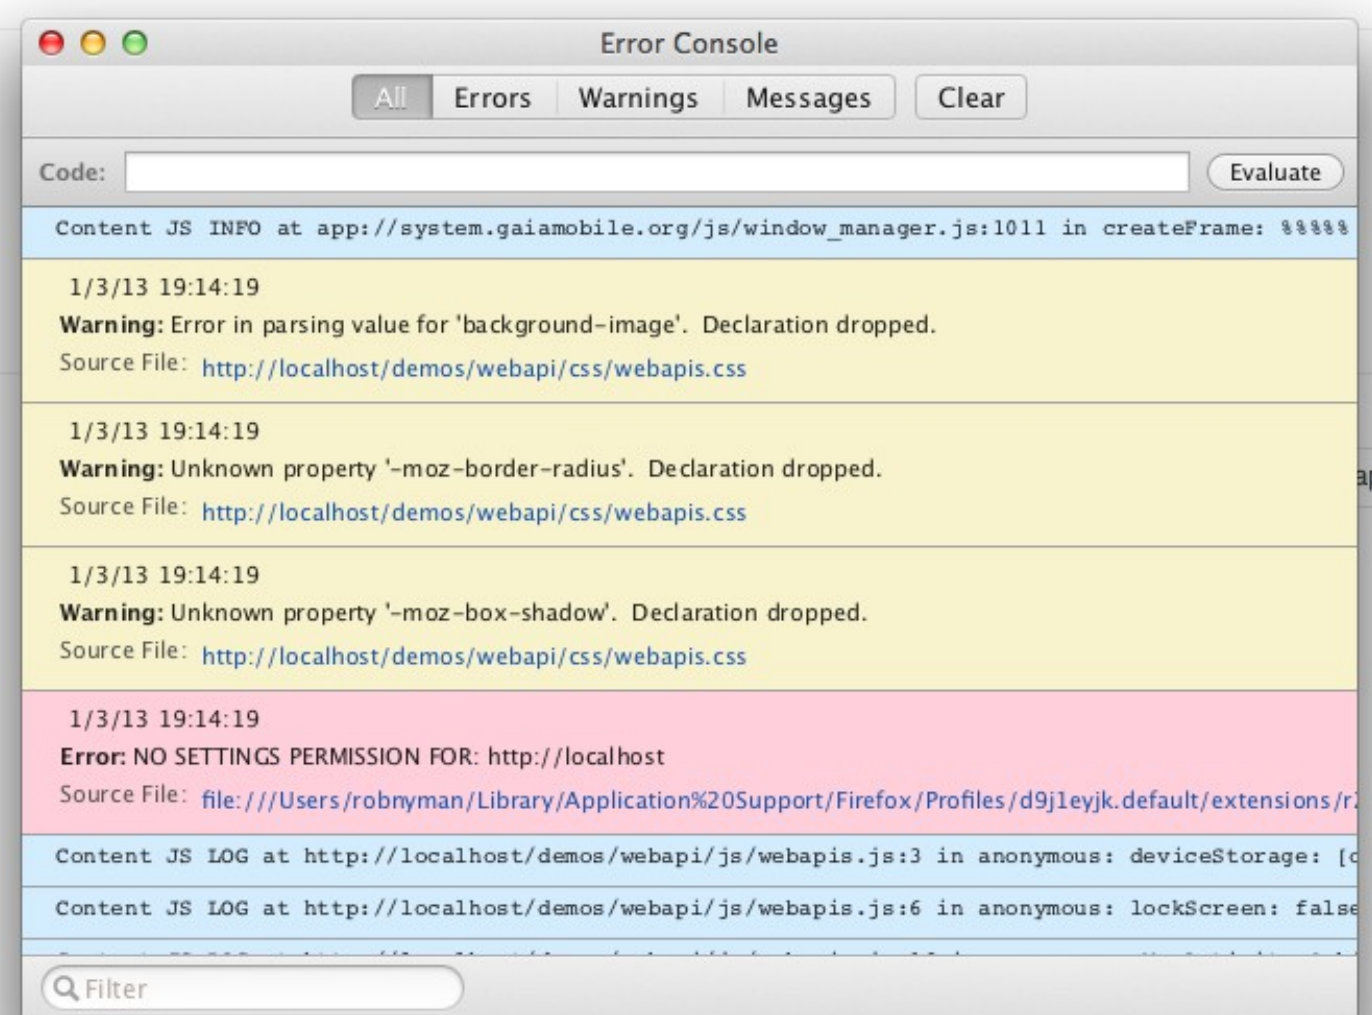 Error Console
All Errors Warnings Messages Clear
Code: Evaluate
Content JS INFO at app://system.gaiamobile.org/js/window_manager.js:1011 in createFrame: %%%%%
1/3/13 19:14:19
Warning: Error in parsing value for 'background-image'. Declaration dropped.
Source File: http://localhost/demos/webapi/css/webapis.css
1/3/13 19:14:19
Warning: Unknown property '-moz-border-radius'. Declaration dropped.
Source File: http://localhost/demos/webapi/css/webapis.css
1/3/13 19:14:19
Warning: Unknown property '-moz-box-shadow'. Declaration dropped.
Source File: http://localhost/demos/webapi/css/webapis.css
1/3/13 19:14:19
Error: NO SETTINGS PERMISSION FOR: http://localhost
Source File: file:///Users/robnyman/Library/Application%20Support/Firefox/Profiles/d9j1eyjk.default/extensions/r
Content JS LOG at http://localhost/demos/webapi/js/webapis.js:3 in anonymous: deviceStorage: [
Content JS LOG at http://localhost/demos/webapi/js/webapis.js:6 in anonymous: lockScreen: false
Filter